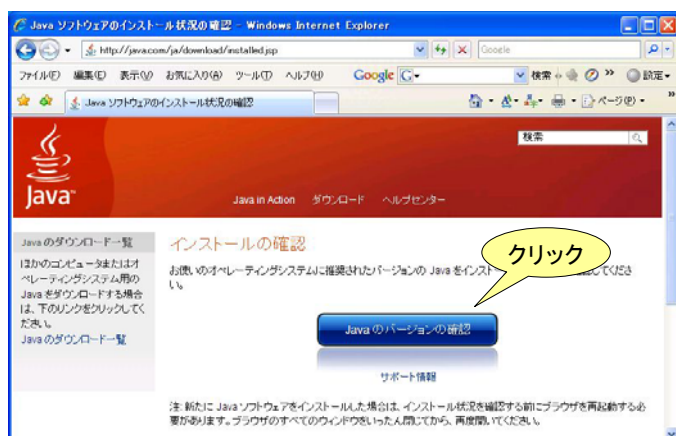 Java ソフトウェアのインストール状況の確認 - Windows Internet Explorer
http://java.com/ja/download/installed.jsp
Google
ファイル(F) 編集(E) 表示(V) お気に入り(A) ツール(T) ヘルプ(H) Google G 検索 設定
Java ソフトウェアのインストール状況の確認
ページ(P)
検索
Java
Java in Action ダウンロード ヘルプセンター
Java のダウンロード一覧
ほかのコンピュータまたはオ
ペレーティングシステム用の
Java をダウンロードする場合
は、下のリンクをクリックしてく
ださい。
Java のダウンロード一覧
インストールの確認
クリック
お使いのオペレーティングシステムに推奨されたバージョンの Java をインスト
してくださ
い。
Java のバージョンの確認
サポート情報
注: 新たに Java ソフトウェアをインストールした場合は、インストール状況を確認する前にブラウザを再起動する必
要があります。ブラウザのすべてのウィンドウをいったん閉じてから、再度開いてください。